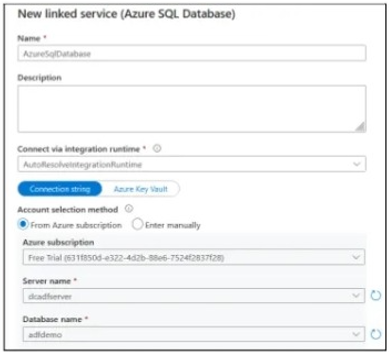 New linked service (Azure SQL Database)
Name *
AzureSqlDatabase
Description
Connect via integration runtime *
AutoResolveIntegrationRuntime
Connection string Azure Key Vault
Account selection method
From Azure subscription Enter manually
Azure subscription
Free Trial (631f850d-e322-4d2b-88e6-7524f2837f28)
Server name *
dcadfserver
Database name *
adfdemo